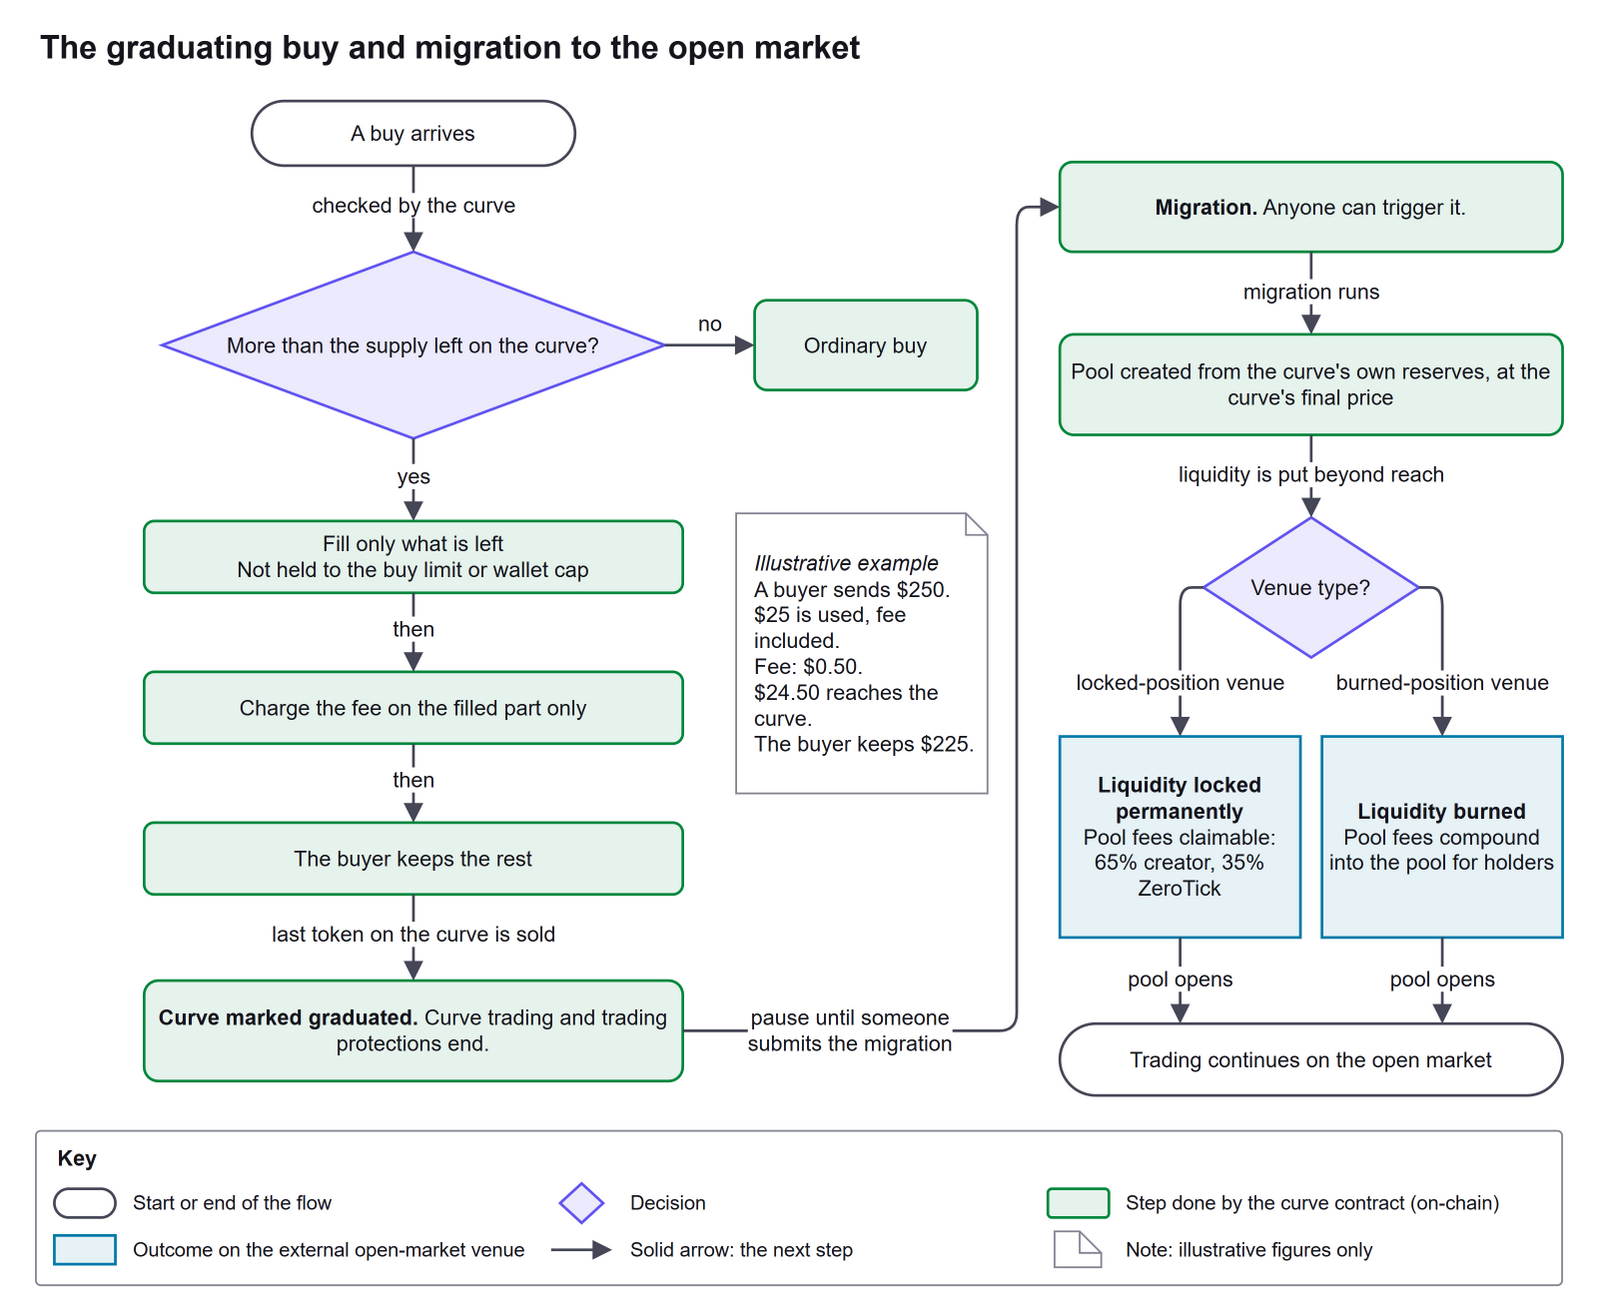 The graduating buy and migration to the open market
A buy arrives
checked by the curve
More than the supply left on the curve?
no
Ordinary buy
yes
Fill only what is left
Not held to the buy limit or wallet cap
then
Charge the fee on the filled part only
then
The buyer keeps the rest
last token on the curve is sold
Curve marked graduated. Curve trading and trading
protections end.
Illustrative example
A buyer sends $250.
$25 is used, fee
included.
Fee: $0.50.
$24.50 reaches the
curve.
The buyer keeps $225.
pause until someone
submits the migration
Migration. Anyone can trigger it.
migration runs
Pool created from the curve's own reserves, at the
curve's final price
liquidity is put beyond reach
Venue type?
locked-position venue
burned-position venue
Liquidity locked
permanently
Pool fees claimable:
65% creator, 35%
ZeroTick
Liquidity burned
Pool fees compound
into the pool for holders
pool opens
pool opens
Trading continues on the open market
Key
Start or end of the flow
Decision
Step done by the curve contract (on-chain)
Outcome on the external open-market venue
Solid arrow: the next step
Note: illustrative figures only